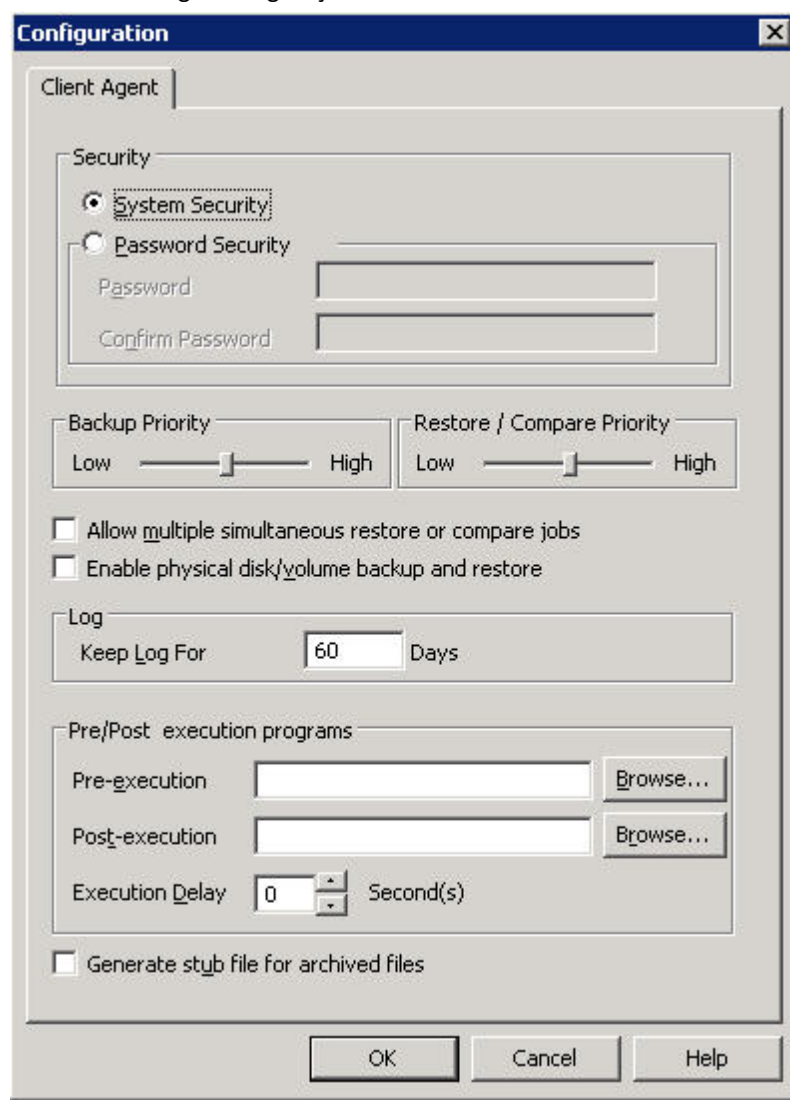 Configuration
Client Agent
Security
System Security
Password Security
Password
Confirm Password
Backup Priority
Low High
Restore / Compare Priority
Low High
Allow multiple simultaneous restore or compare jobs
Enable physical disk/volume backup and restore
Log
Keep Log For 60 Days
Pre/Post execution programs
Pre-execution Browse...
Post-execution Browse...
Execution Delay 0 Second(s)
Generate stub file for archived files
OK Cancel Help